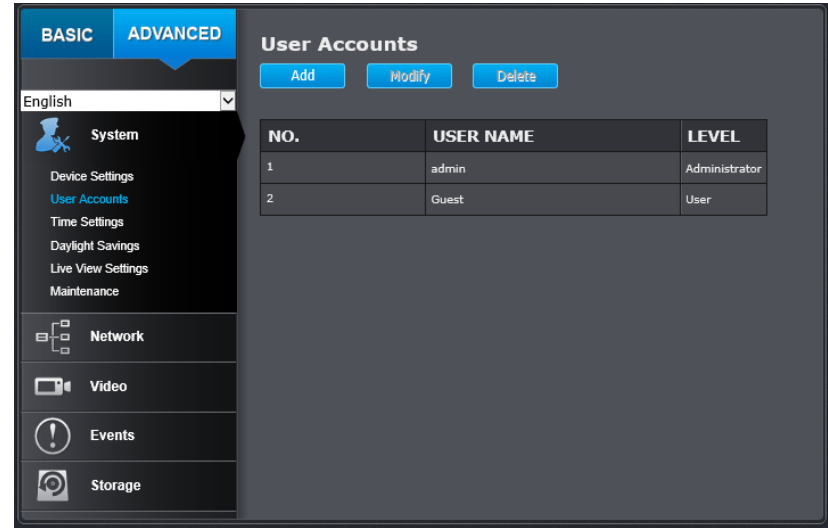 BASIC ADVANCED
English
System
Device Settings
User Accounts
Time Settings
Daylight Savings
Live View Settings
Maintenance
Network
Video
Events
Storage
User Accounts
Add Modify Delete
NO. USER NAME LEVEL
1 admin Administrator
2 Guest User